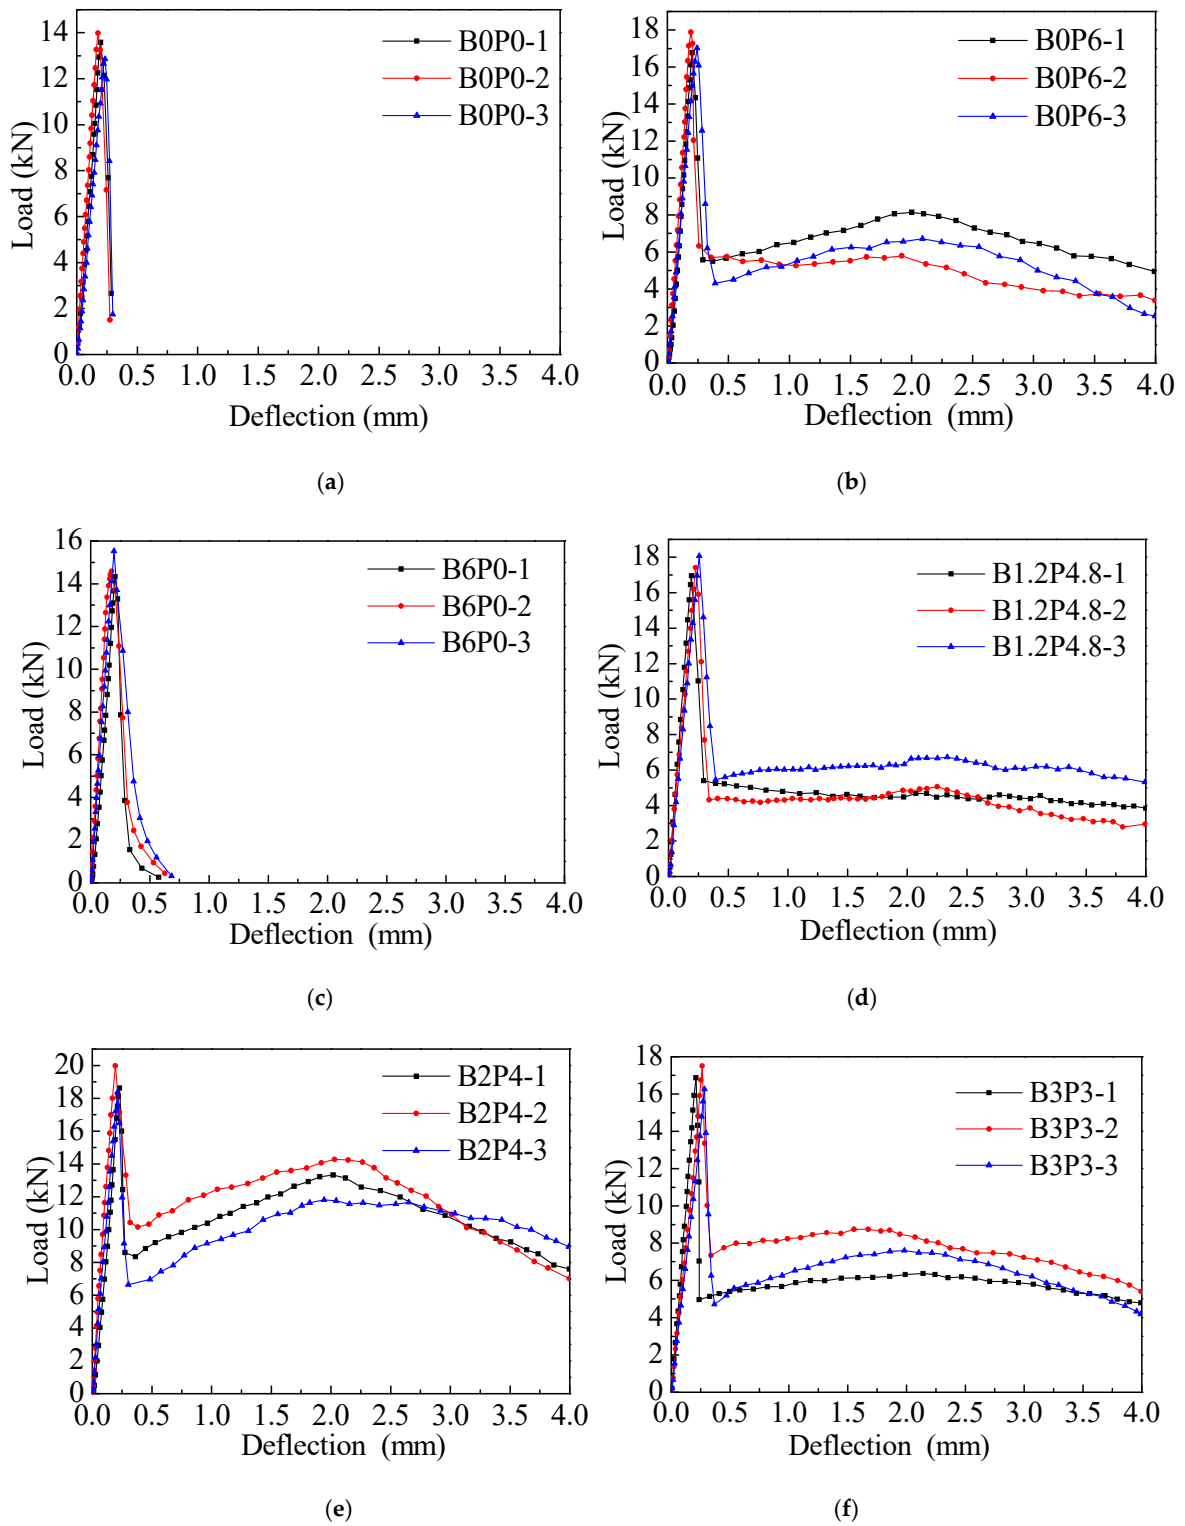 14
12
10
8
6
4
2
0
Load (kN)
B0P0-1
B0P0-2
B0P0-3
0.0 0.5 1.0 1.5 2.0 2.5 3.0 3.5 4.0
Deflection (mm)
(a)
18
16
14
12
10
8
6
4
2
0
Load (kN)
B0P6-1
B0P6-2
B0P6-3
0.0 0.5 1.0 1.5 2.0 2.5 3.0 3.5 4.0
Deflection (mm)
(b)
16
14
12
10
8
6
4
2
0
Load (kN)
B6P0-1
B6P0-2
B6P0-3
0.0 0.5 1.0 1.5 2.0 2.5 3.0 3.5 4.0
Deflection (mm)
(c)
18
16
14
12
10
8
6
4
2
0
Load (kN)
B1.2P4.8-1
B1.2P4.8-2
B1.2P4.8-3
0.0 0.5 1.0 1.5 2.0 2.5 3.0 3.5 4.0
Deflection (mm)
(d)
20
18
16
14
12
10
8
6
4
2
0
Load (kN)
B2P4-1
B2P4-2
B2P4-3
0.0 0.5 1.0 1.5 2.0 2.5 3.0 3.5 4.0
Deflection (mm)
(e)
18
16
14
12
10
8
6
4
2
0
Load (kN)
B3P3-1
B3P3-2
B3P3-3
0.0 0.5 1.0 1.5 2.0 2.5 3.0 3.5 4.0
Deflection (mm)
(f)